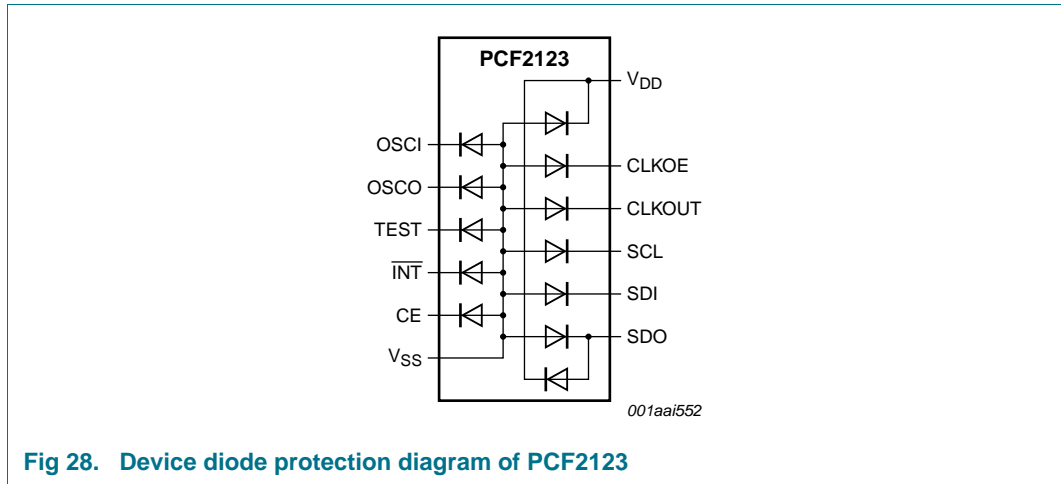 PCF2123
VDD
OSCI
CLKOE
OSCO
CLKOUT
TEST
SCL
INT
SDI
CE
SDO
VSS
001aai552
Fig 28. Device diode protection diagram of PCF2123